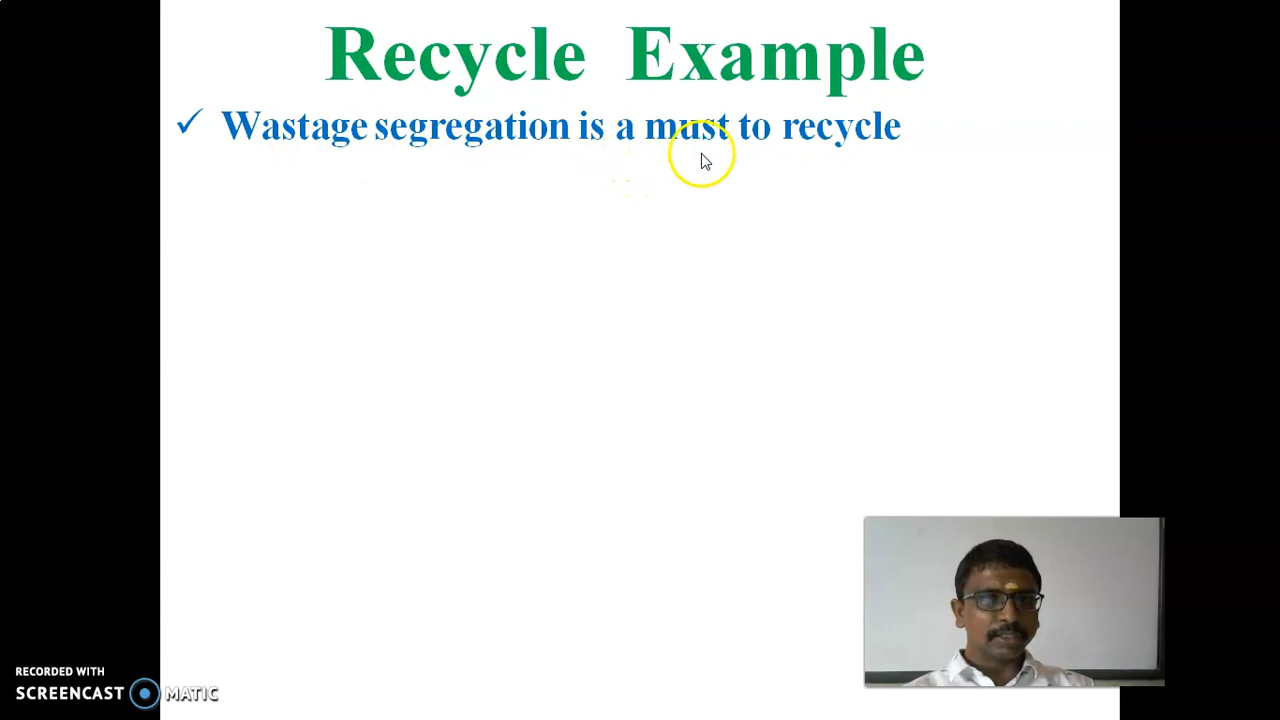 Recycle Example
✓ Wastage segregation is a must to recycle
RECORDED WITH
SCREENCAST MATIC